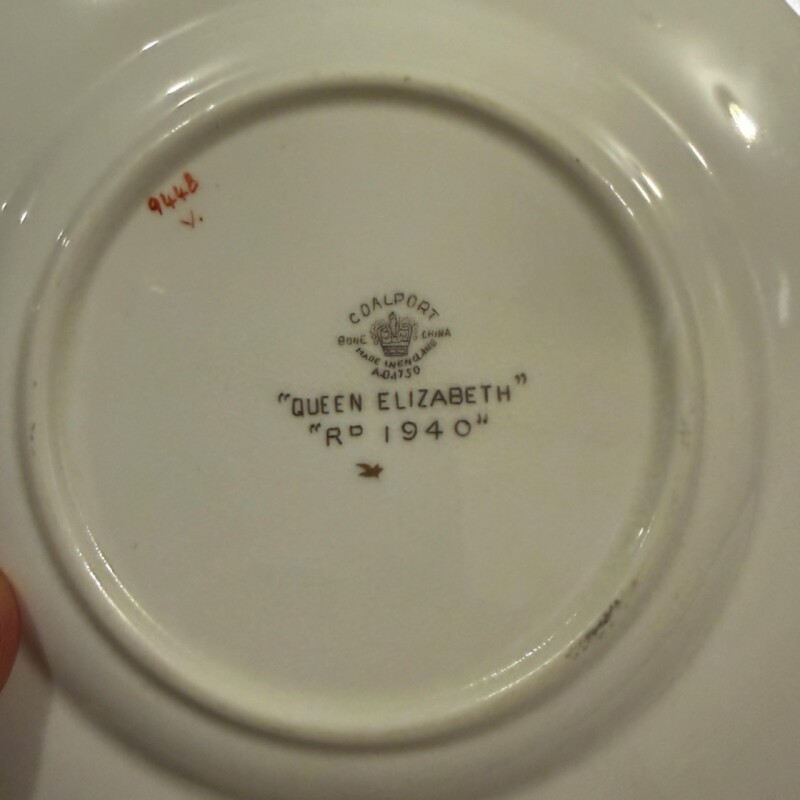 9448
V.
COALPORT
BONE CHINA
MADE IN ENGLAND
A.D.1750
"QUEEN ELIZABETH"
"RD 1940"